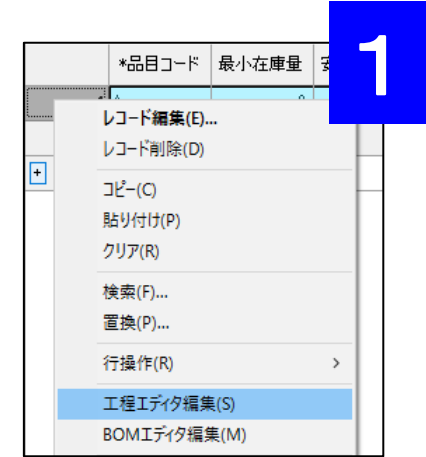 1
*品目コード 最小在庫量
レコード編集(E)...
レコード削除(D)
コピー(C)
貼り付け(P)
クリア(R)
検索(F)...
置換(P)...
行操作(R) >
工程エディタ編集(S)
BOMエディタ編集(M)